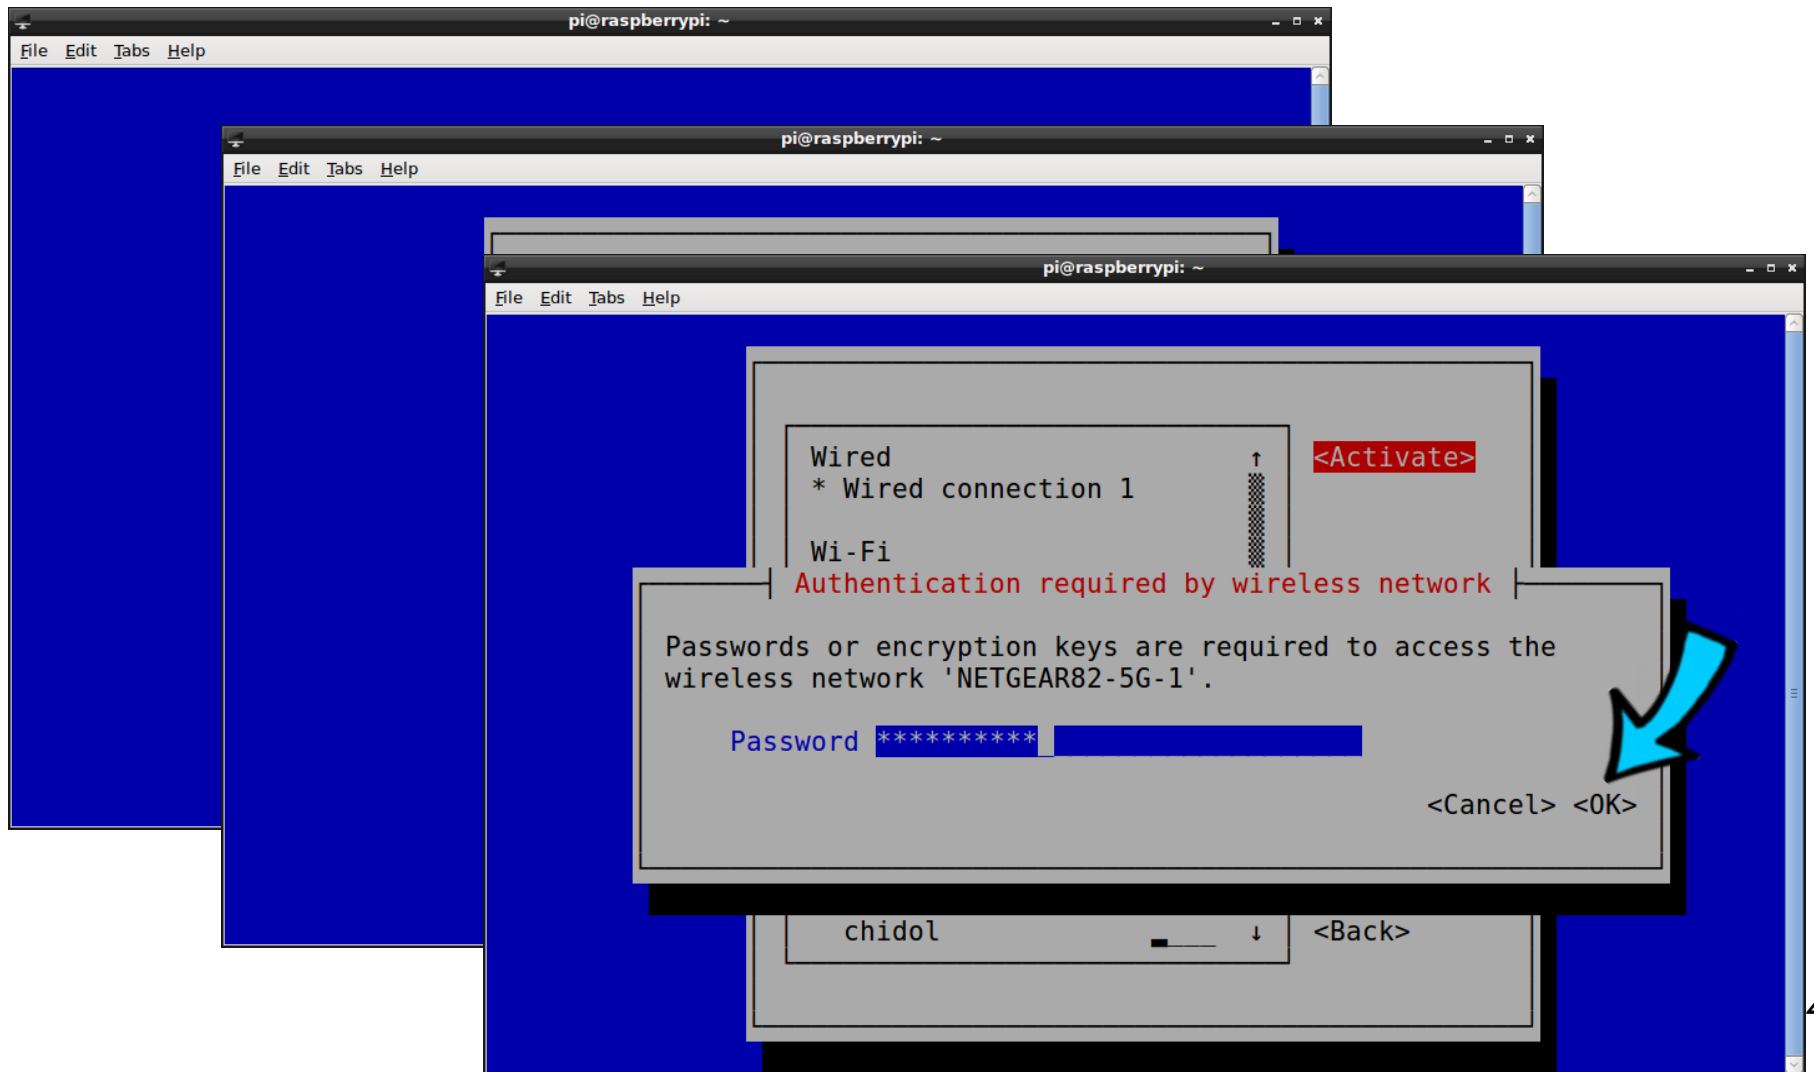 pi@raspberrypi: ~
File Edit Tabs Help
pi@raspberrypi: ~
File Edit Tabs Help
pi@raspberrypi: ~
File Edit Tabs Help
Wired ↑ <Activate>
* Wired connection 1
Wi-Fi
Authentication required by wireless network
Passwords or encryption keys are required to access the
wireless network 'NETGEAR82-5G-1'.
Password **********_
<Cancel> <OK>
chidol ▂___ ↓ <Back>